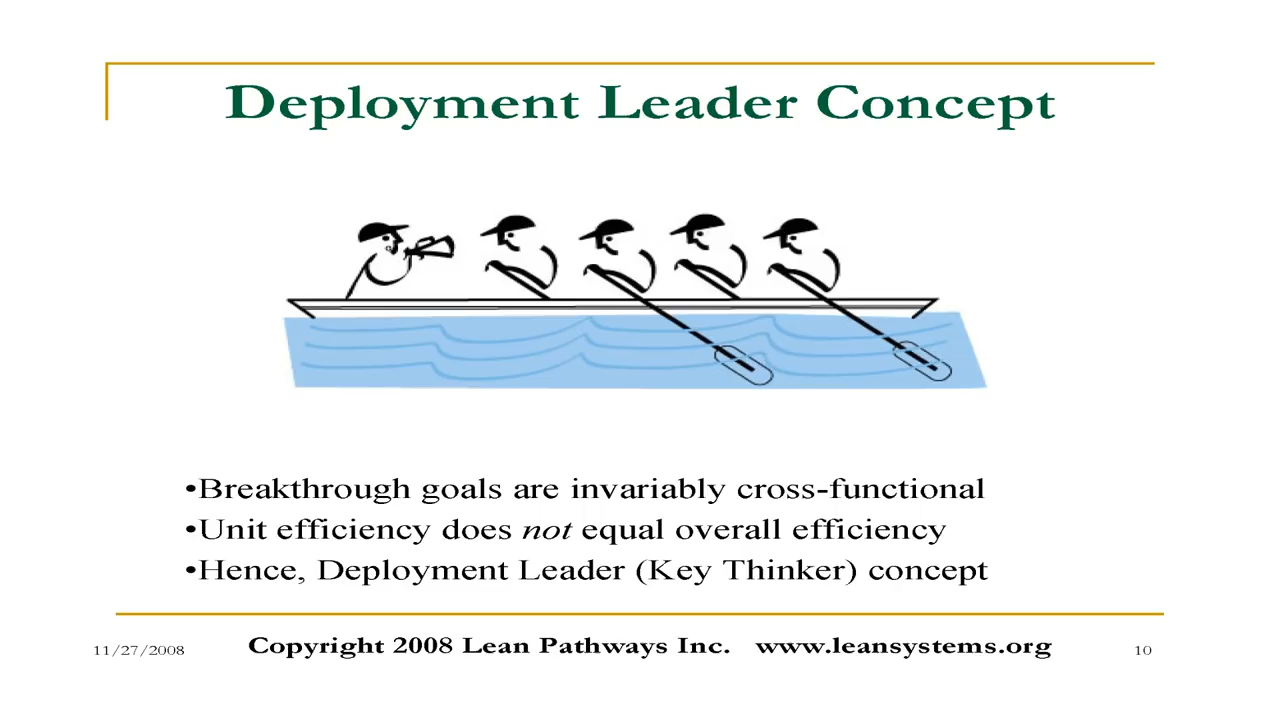 Deployment Leader Concept
•Breakthrough goals are invariably cross-functional
•Unit efficiency does not equal overall efficiency
•Hence, Deployment Leader (Key Thinker) concept
11/27/2008 Copyright 2008 Lean Pathways Inc. www.leansystems.org 10